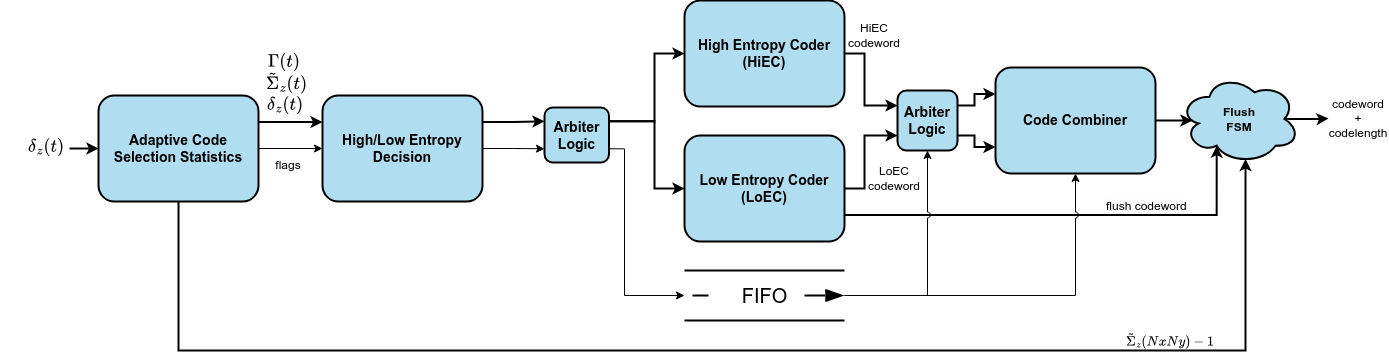 δ_z(t)
Adaptive Code
Selection Statistics
Γ(t)
Σ̃_z(t)
δ_z(t)
flags
High/Low Entropy
Decision
Arbiter
Logic
High Entropy Coder
(HiEC)
HiEC
codeword
Low Entropy Coder
(LoEC)
LoEC
codeword
flush codeword
FIFO
Arbiter
Logic
Code Combiner
Flush
FSM
codeword
+
codelength
Σ̃_z(NxNy) − 1